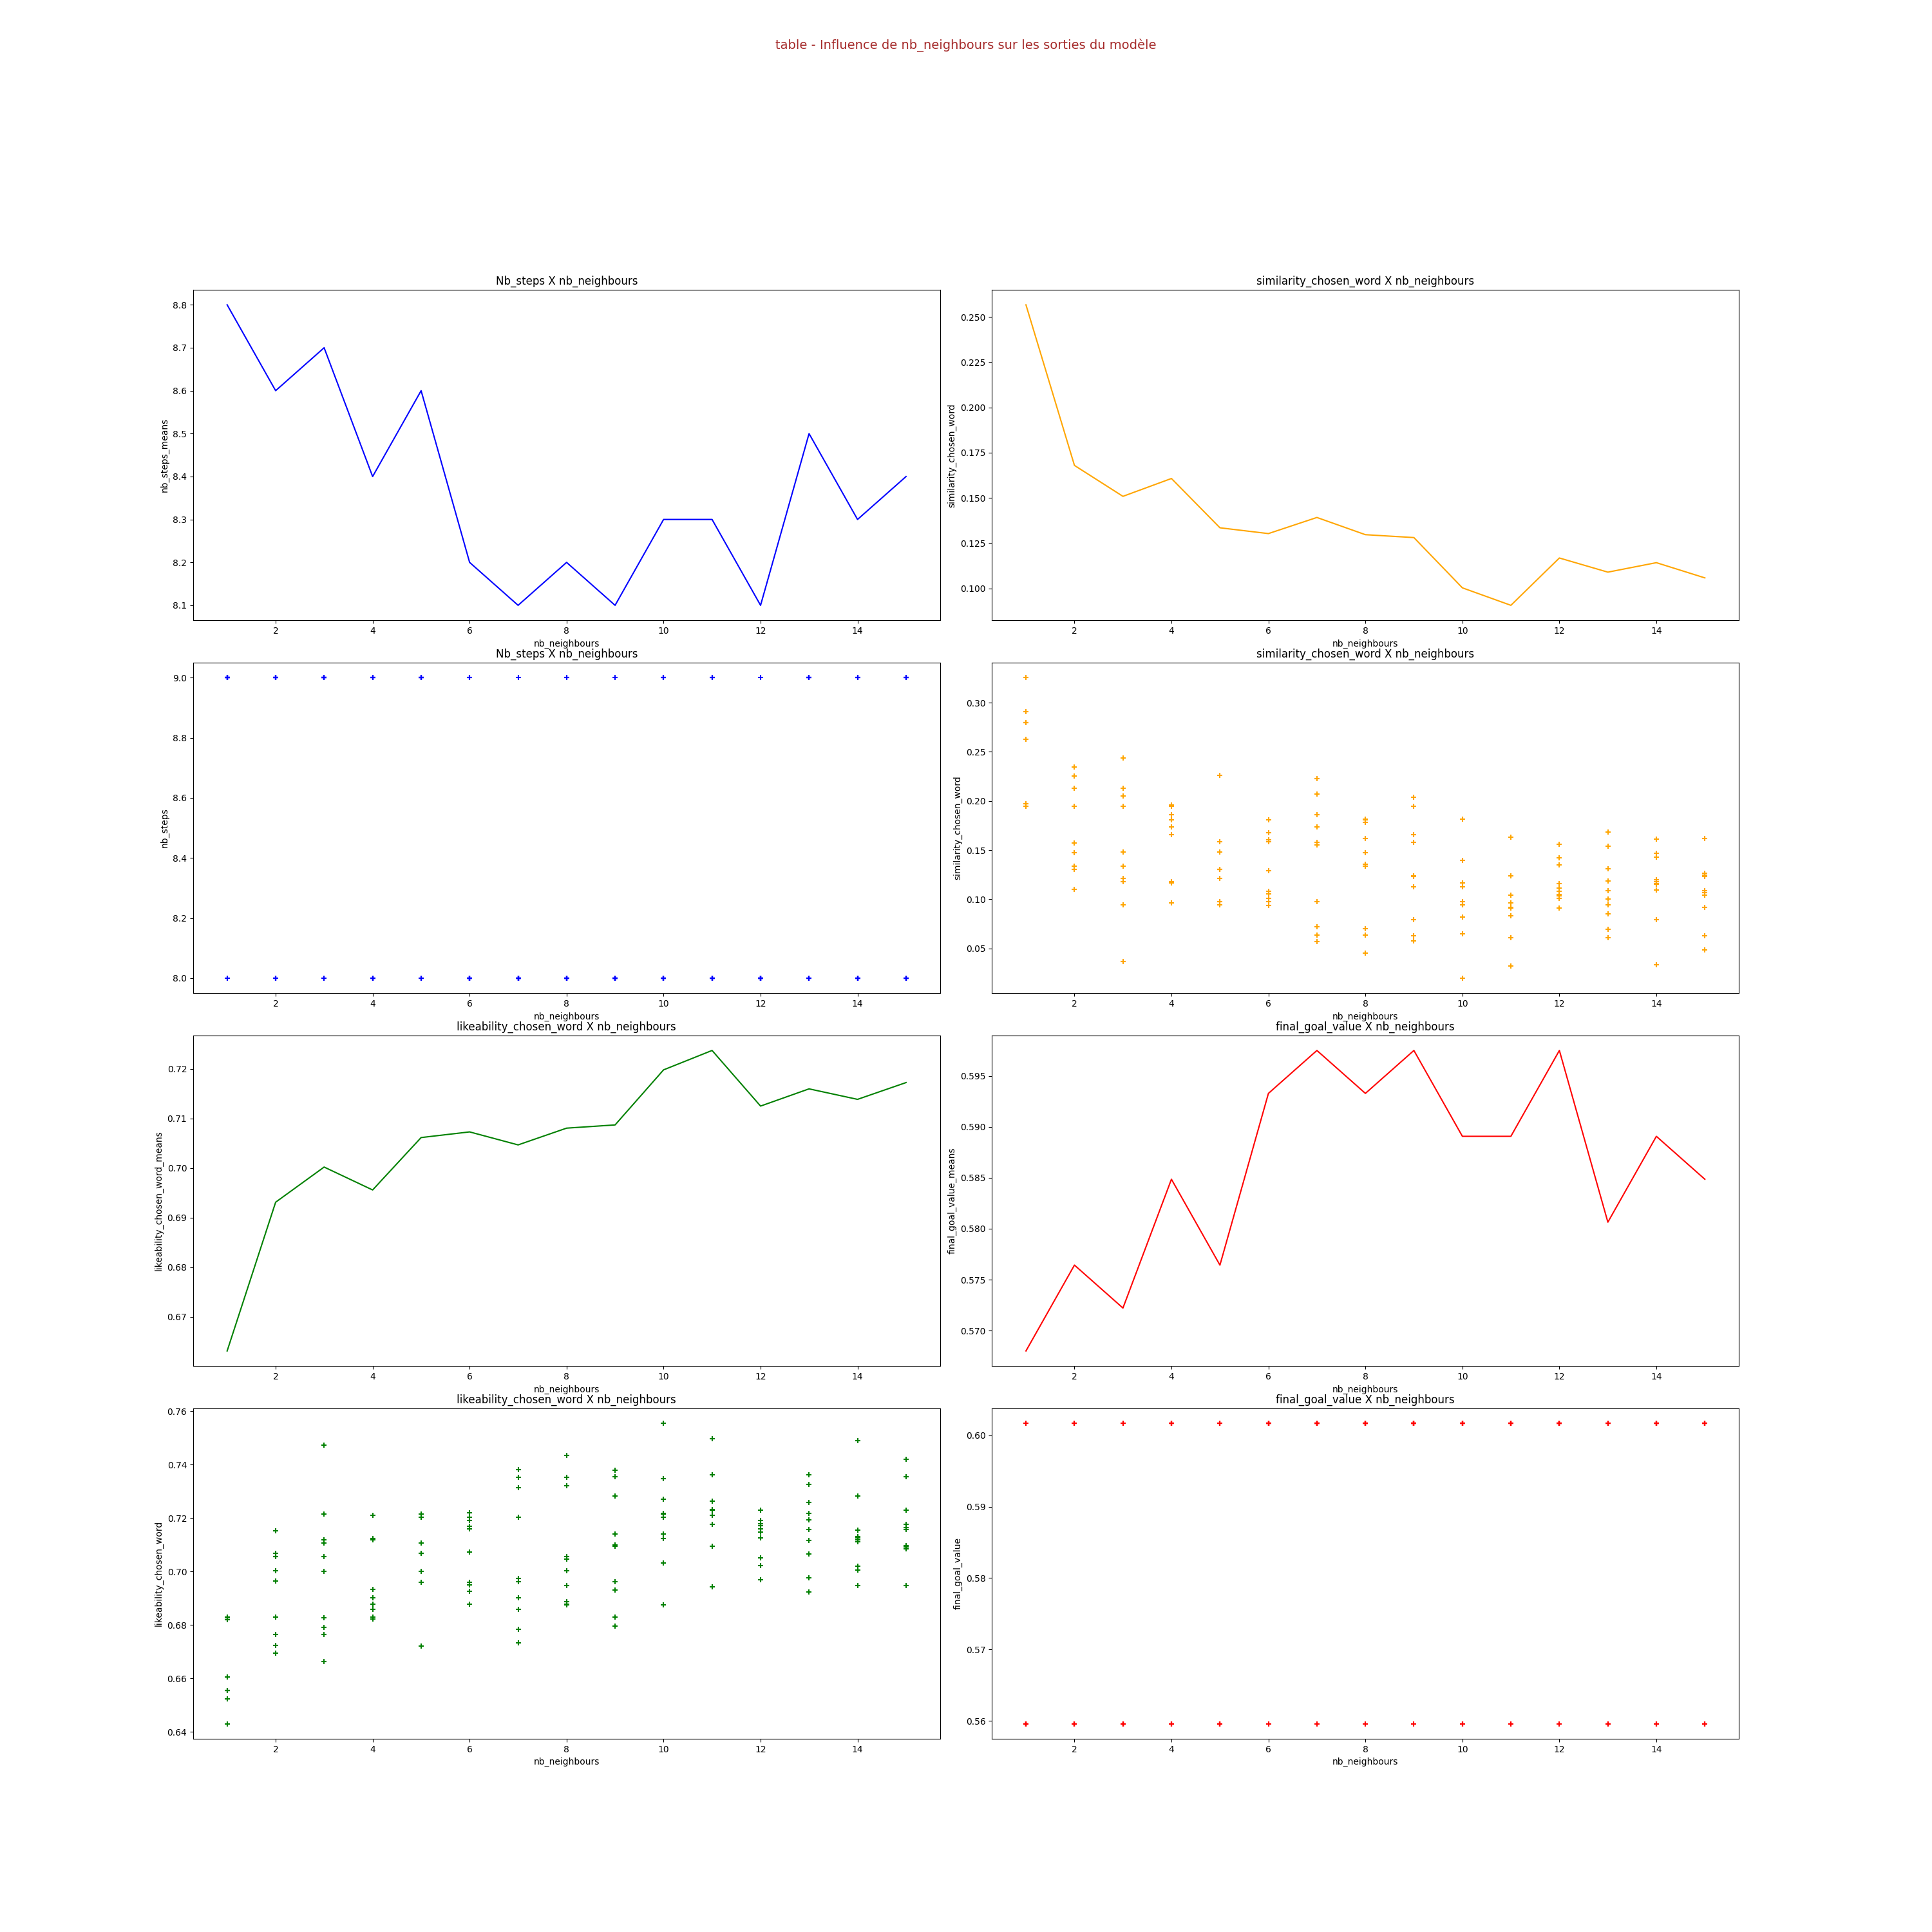 table - Influence de nb_neighbours sur les sorties du modèle
Nb_steps X nb_neighbours
nb_steps_means
8.8
8.7
8.6
8.5
8.4
8.3
8.2
8.1
2 4 6 8 10 12 14
nb_neighbours
similarity_chosen_word X nb_neighbours
similarity_chosen_word
0.250
0.225
0.200
0.175
0.150
0.125
0.100
2 4 6 8 10 12 14
nb_neighbours
Nb_steps X nb_neighbours
nb_steps
9.0
8.8
8.6
8.4
8.2
8.0
2 4 6 8 10 12 14
nb_neighbours
similarity_chosen_word X nb_neighbours
similarity_chosen_word
0.30
0.25
0.20
0.15
0.10
0.05
2 4 6 8 10 12 14
nb_neighbours
likeability_chosen_word X nb_neighbours
likeability_chosen_word_means
0.72
0.71
0.70
0.69
0.68
0.67
2 4 6 8 10 12 14
nb_neighbours
final_goal_value X nb_neighbours
final_goal_value_means
0.595
0.590
0.585
0.580
0.575
0.570
2 4 6 8 10 12 14
nb_neighbours
likeability_chosen_word X nb_neighbours
likeability_chosen_word
0.76
0.74
0.72
0.70
0.68
0.66
0.64
2 4 6 8 10 12 14
nb_neighbours
final_goal_value X nb_neighbours
final_goal_value
0.60
0.59
0.58
0.57
0.56
2 4 6 8 10 12 14
nb_neighbours